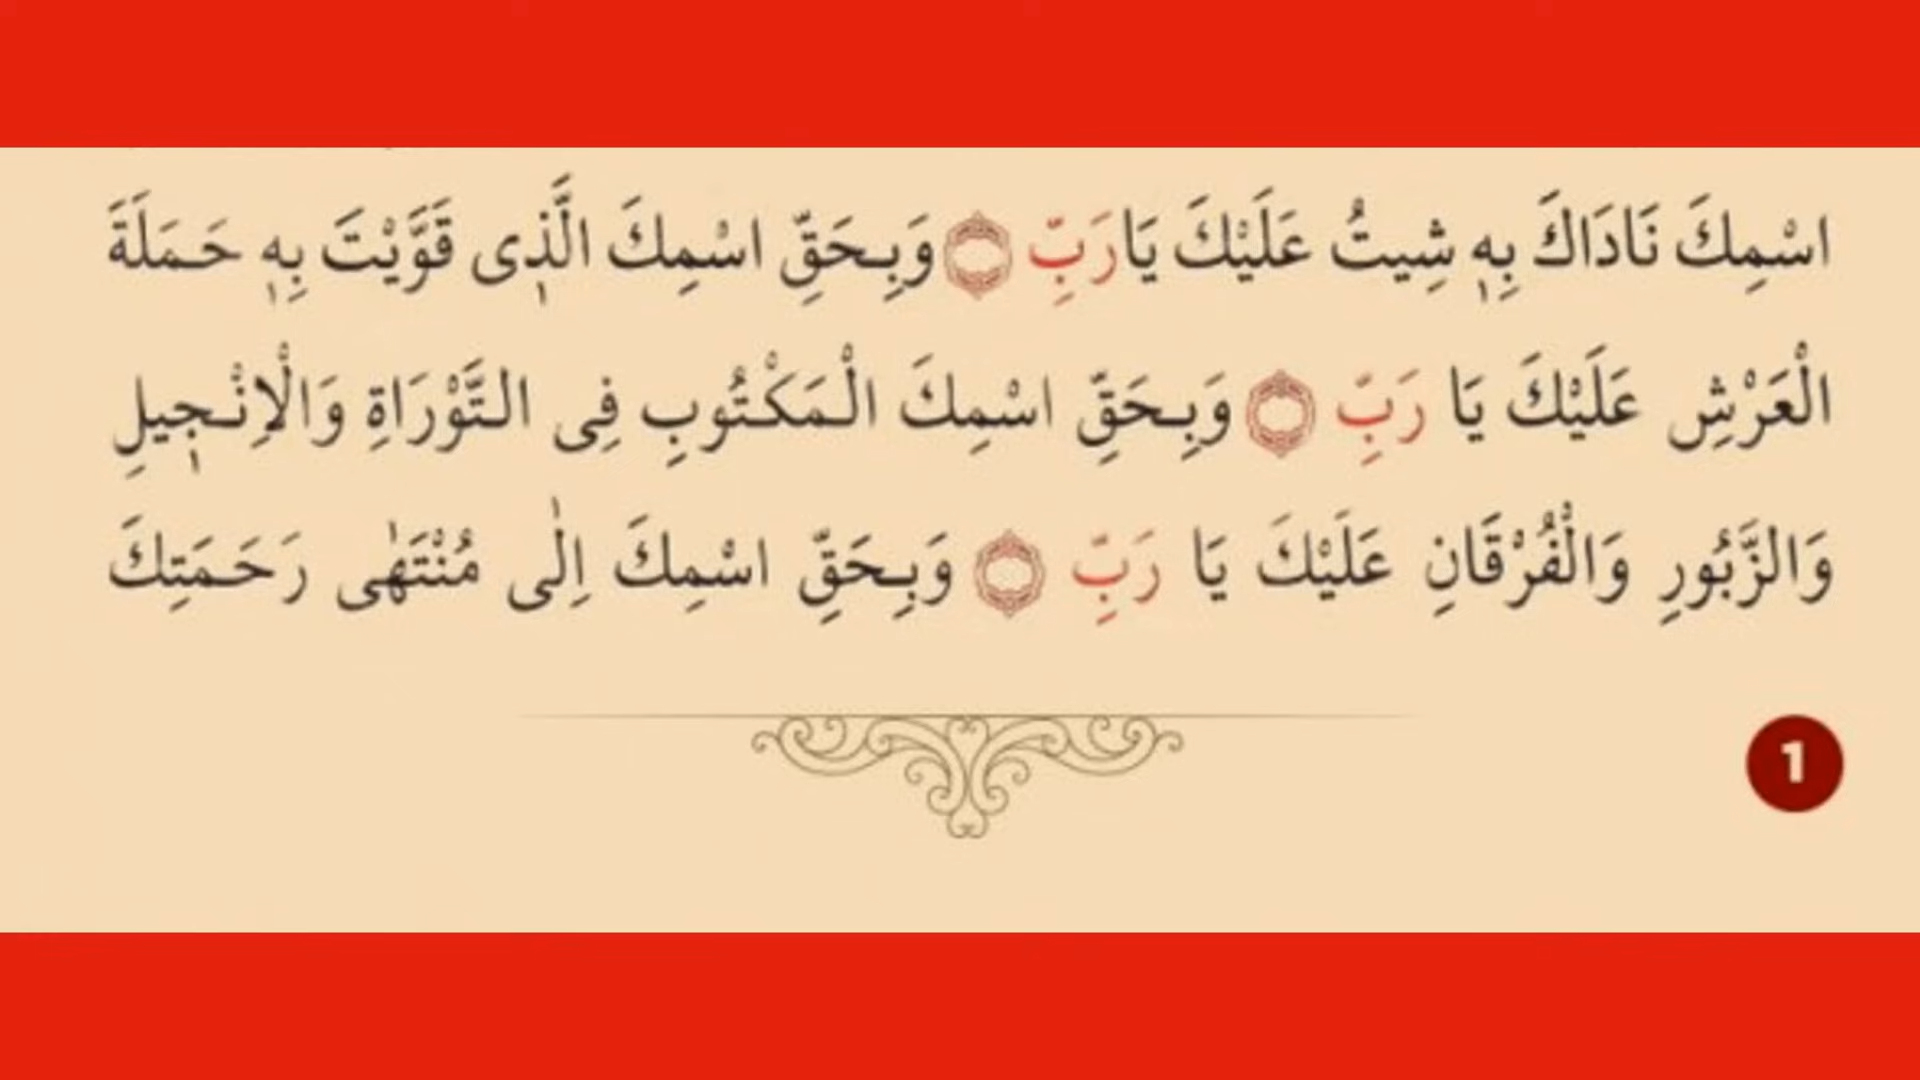 اسْمِكَ نَادَاكَ بِهٖ شِيتُ عَلَيْكَ يَارَبِّ ۝ وَبِحَقِّ اسْمِكَ الَّذٖى قَوَّيْتَ بِهٖ حَمَلَةَ
الْعَرْشِ عَلَيْكَ يَا رَبِّ ۝ وَبِحَقِّ اسْمِكَ الْمَكْتُوبِ فِى التَّوْرَاةِ وَالْاِنْجٖيلِ
وَالزَّبُورِ وَالْفُرْقَانِ عَلَيْكَ يَا رَبِّ ۝ وَبِحَقِّ اسْمِكَ اِلٰى مُنْتَهٰى رَحَمَتِكَ
1